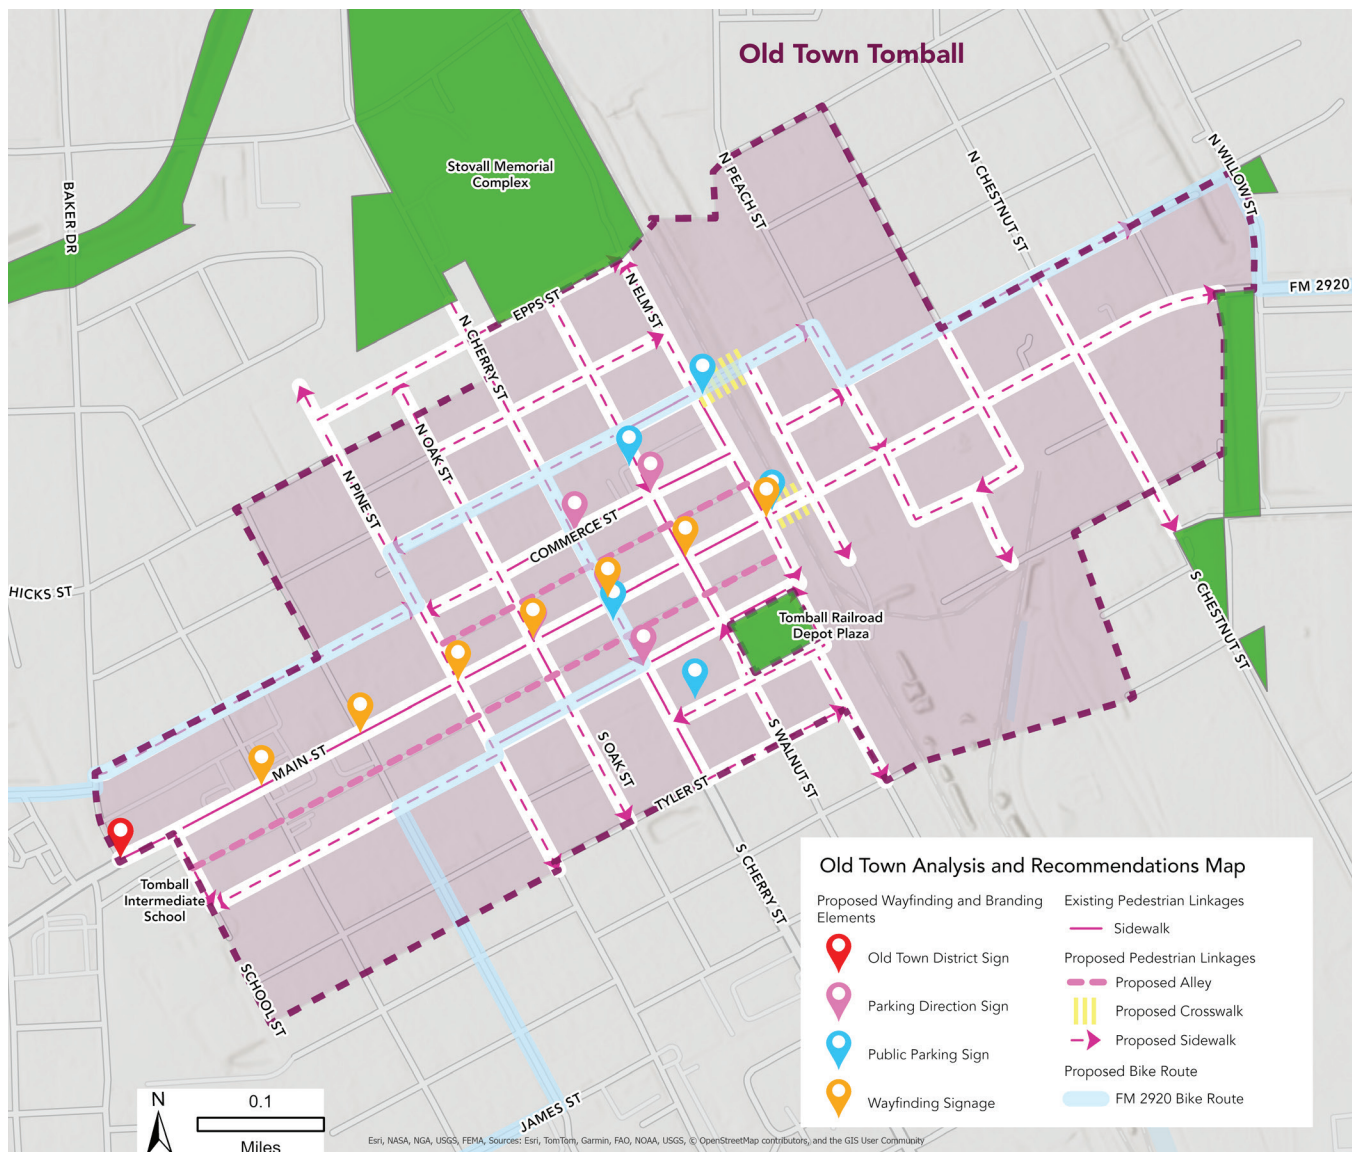 Old Town Tomball
Stovall Memorial
Complex
BAKER DR
N PEACH ST
N CHESTNUT ST
N WILLOW ST
FM 2920
EPPS ST
N ELM ST
N CHERRY ST
N OAK ST
N PINE ST
COMMERCE ST
HICKS ST
Tomball Railroad
Depot Plaza
S CHESTNUT ST
MAIN ST
S OAK ST
S WALNUT ST
TYLER ST
S CHERRY ST
Tomball
Intermediate
School
SCHOOL ST
JAMES ST
Old Town Analysis and Recommendations Map
Proposed Wayfinding and Branding
Elements
Old Town District Sign
Parking Direction Sign
Public Parking Sign
Wayfinding Signage
Existing Pedestrian Linkages
Sidewalk
Proposed Pedestrian Linkages
Proposed Alley
Proposed Crosswalk
Proposed Sidewalk
Proposed Bike Route
FM 2920 Bike Route
N
0.1
Miles
Esri, NASA, NGA, USGS, FEMA, Sources: Esri, TomTom, Garmin, FAO, NOAA, USGS, © OpenStreetMap contributors, and the GIS User Community